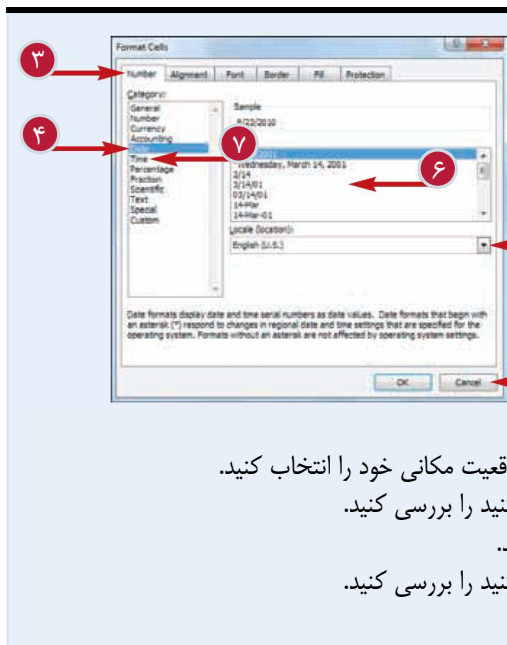 Format Cells
۳
Number Alignment Font Border Fill Protection
Category:
General
Number
Currency
Accounting
Date
Time
Percentage
Fraction
Scientific
Text
Special
Custom
۴
۷
۶
Sample
8/23/2010
*Wednesday, March 14, 2001
3/14
3/14/01
03/14/01
14-Mar
14-Mar-01
Locale (location):
English (U.S.)
Date formats display date and time serial numbers as date values. Date formats that begin with
an asterisk (*) respond to changes in regional date and time settings that are specified for the
operating system. Formats without an asterisk are not affected by operating system settings.
OK Cancel
قعیت مکانی خود را انتخاب کنید.
نید را بررسی کنید.
د.
نید را بررسی کنید.